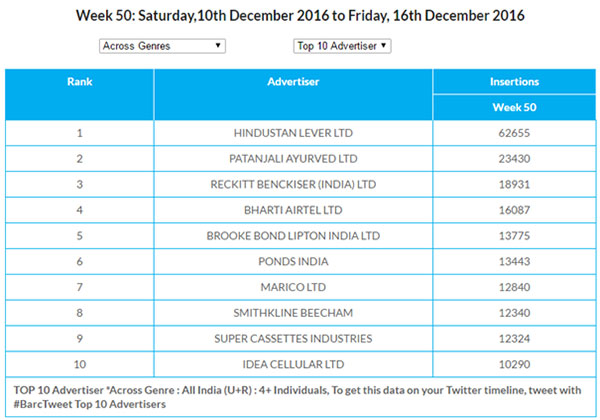 Week 50: Saturday,10th December 2016 to Friday, 16th December 2016
Across Genres Top 10 Advertiser
Rank Advertiser Insertions
Week 50
1 HINDUSTAN LEVER LTD 62655
2 PATANJALI AYURVED LTD 23430
3 RECKITT BENCKISER (INDIA) LTD 18931
4 BHARTI AIRTEL LTD 16087
5 BROOKE BOND LIPTON INDIA LTD 13775
6 PONDS INDIA 13443
7 MARICO LTD 12840
8 SMITHKLINE BEECHAM 12340
9 SUPER CASSETTES INDUSTRIES 12324
10 IDEA CELLULAR LTD 10290
TOP 10 Advertiser *Across Genre : All India (U+R) : 4+ Individuals, To get this data on your Twitter timeline, tweet with
#BarcTweet Top 10 Advertisers